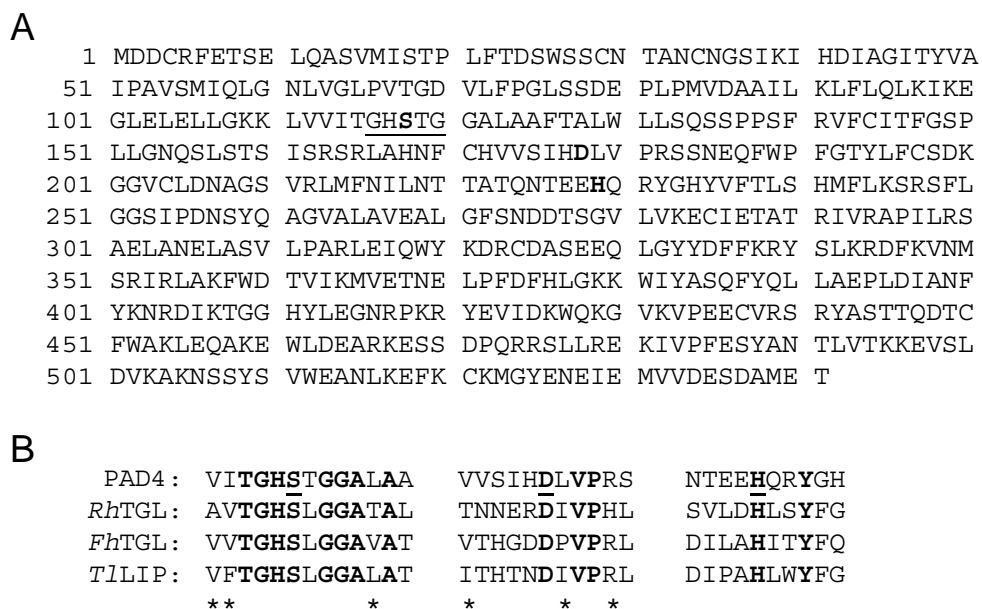 A
1 MDDCRFETSE LQASVMISTP LFTDSWSSCN TANCNGSIKI HDIAGITYVA
51 IPAVSMIQLG NLVGLPVTGD VLFPGLSSDE PLPMVDAAIL KLFLQLKIKE
101 GLELELLGKK LVVITGHSTG GALAAFTALW LLSQSSPPSF RVFCITFGSP
151 LLGNQSLSTS ISRSRLAHNF CHVVSIHDLV PRSSNEQFWP FGTYLFCSDK
201 GGVCLDNAGS VRLMFNILNT TATQNTEEHQ RYGHYVFTLS HMFLKSRSFL
251 GGSIPDNSYQ AGVALAVEAL GFSNDDTSGV LVKECIETAT RIVRAPILRS
301 AELANELASV LPARLEIQWY KDRCDASEEQ LGYYDFFKRY SLKRDFKVNM
351 SRIRLAKFWD TVIKMVETNE LPFDFHLGKK WIYASQFYQL LAEPLDIANF
401 YKNRDIKTGG HYLEGNRPKR YEVIDKWQKG VKVPEECVRS RYASTTQDTC
451 FWAKLEQAKE WLDEARKESS DPQRRSLLRE KIVPFESYAN TLVTKKEVSL
501 DVKAKNSSYS VWEANLKEFK CKMGYENEIE MVVDESDAME T
B
PAD4: VITGHSTGGALAA VVSIHDLVPRS NTEEHQRYGH
RhTGL: AVTGHSLGGATAL TNNERDIVPHL SVLDHLSYFG
FhTGL: VVTGHSLGGAVAT VTHGDDPVPRL DILAHITYFQ
TlLIP: VFTGHSLGGALAT ITHTNDIVPRL DIPAHLWYFG
** * * * *